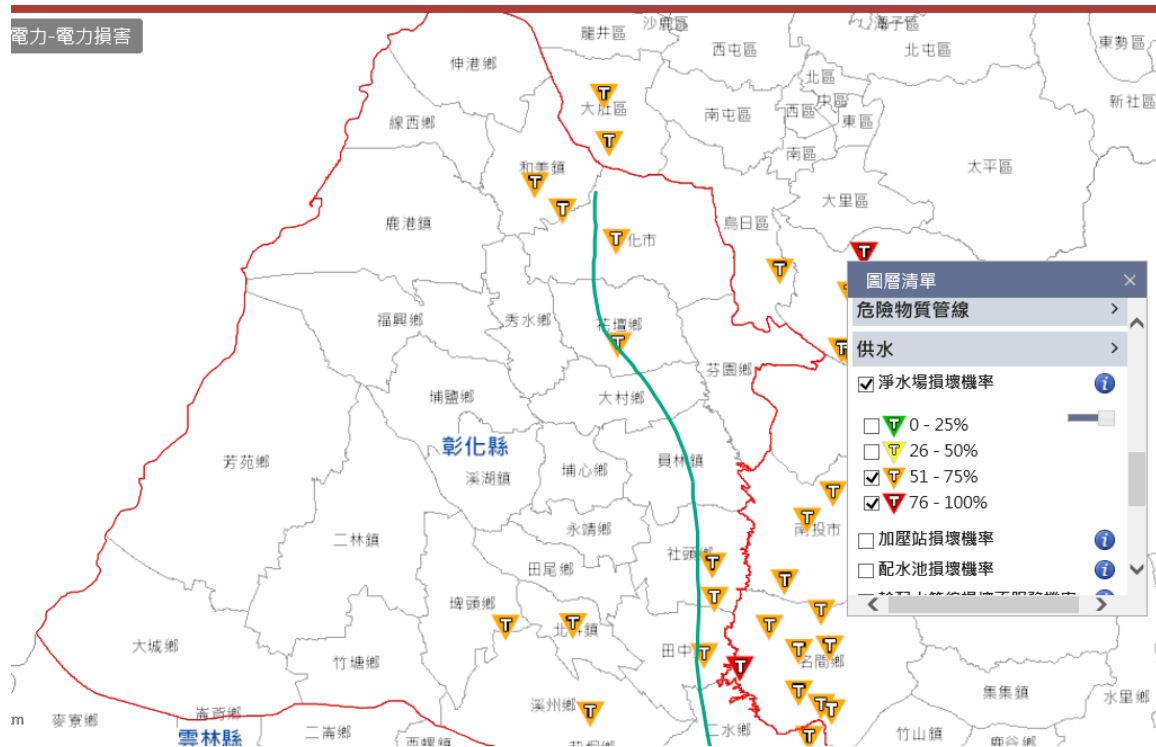 電力-電力損害
沙鹿區
龍井區
潭子區
西屯區
北屯區
東勢區
伸港鄉
北區
新社區
大肚區
南屯區
西區
中區
東區
線西鄉
南區
和美鎮
太平區
大里區
鹿港鎮
烏日區
化市
圖層清單
危險物質管線
供水
淨水場損壞機率
0 - 25%
26 - 50%
51 - 75%
76 - 100%
加壓站損壞機率
配水池損壞機率
福興鄉
秀水鄉
花壇鄉
芬園鄉
埔鹽鄉
大村鄉
彰化縣
芳苑鄉
溪湖鎮
埔心鄉
員林鎮
二林鎮
永靖鄉
南投市
田尾鄉
社頭鄉
埤頭鄉
北斗鎮
大城鄉
竹塘鄉
田中
名間鄉
集集鎮
水里鄉
溪州鄉
麥寮鄉
崙背鄉
雲林縣
二崙鄉
西螺鎮
莿桐鄉
二水鄉
竹山鎮
鹿谷鄉